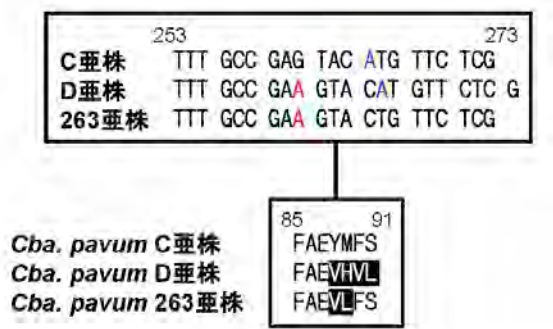 253 273
C亜株 TTT GCC GAG TAC ATG TTC TCG
D亜株 TTT GCC GAA GTA CAT GTT CTC G
263亜株 TTT GCC GAA GTA CTG TTC TCG
85 91
Cba. pavum C亜株 FAEYMFS
Cba. pavum D亜株 FAEVHVL
Cba. pavum 263亜株 FAEVLFS